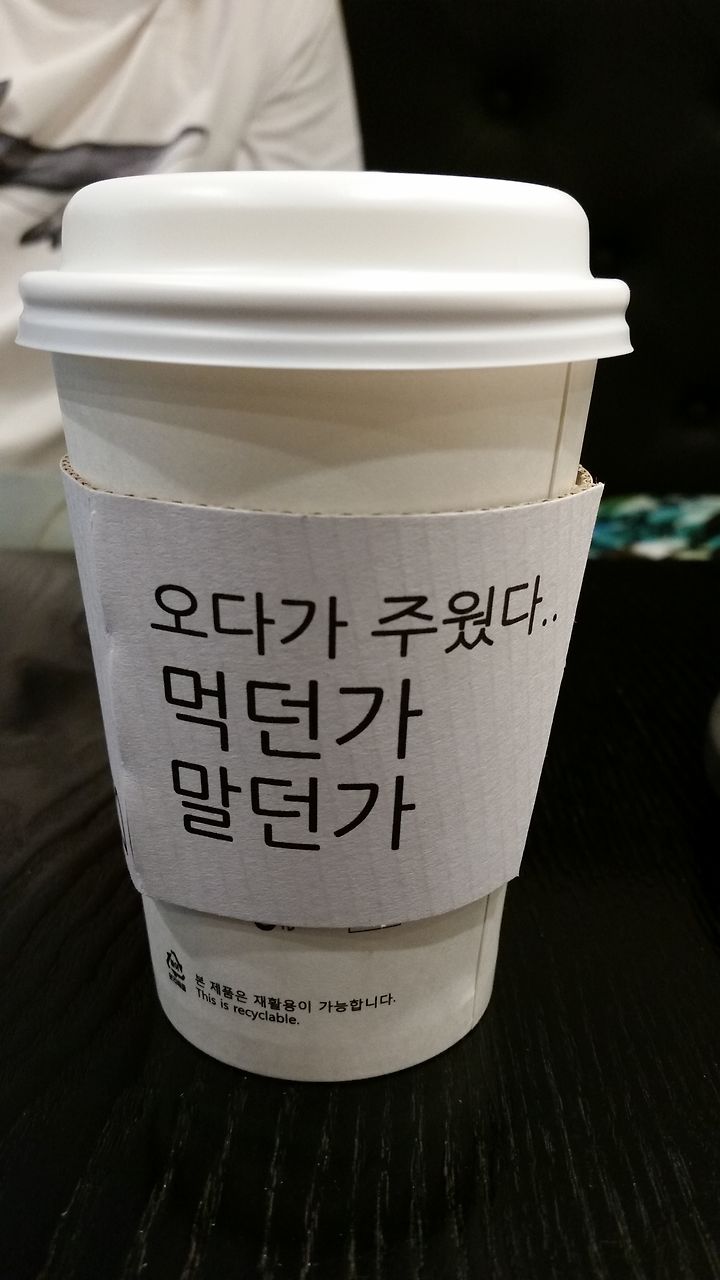 오다가 주웠다..
먹던가
말던가
본 제품은 재활용이 가능합니다.
This is recyclable.